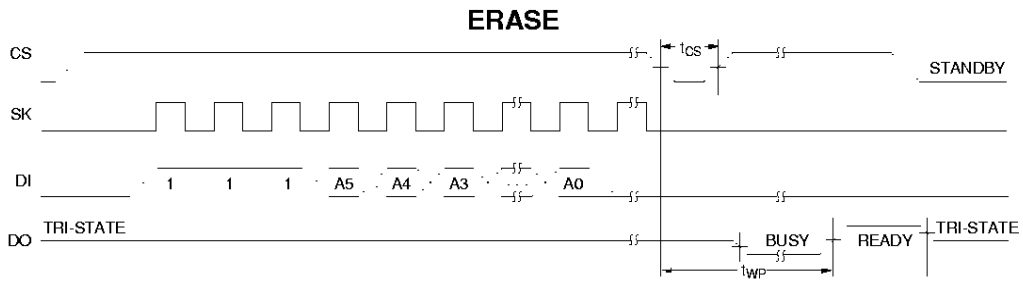 ERASE
CS tCS STANDBY
SK
DI 1 1 1 A5 A4 A3 A0
DO TRI-STATE BUSY READY TRI-STATE
tWP